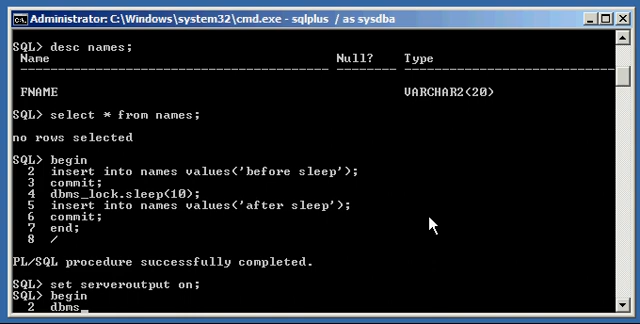 Administrator: C:\Windows\system32\cmd.exe - sqlplus / as sysdba
SQL> desc names;
Name Null? Type
----------------------------------------- -------- ----------------------------
FNAME VARCHAR2(20)
SQL> select * from names;
no rows selected
SQL> begin
2 insert into names values('before sleep');
3 commit;
4 dbms_lock.sleep(10);
5 insert into names values('after sleep');
6 commit;
7 end;
8 /
PL/SQL procedure successfully completed.
SQL> set serveroutput on;
SQL> begin
2 dbms_